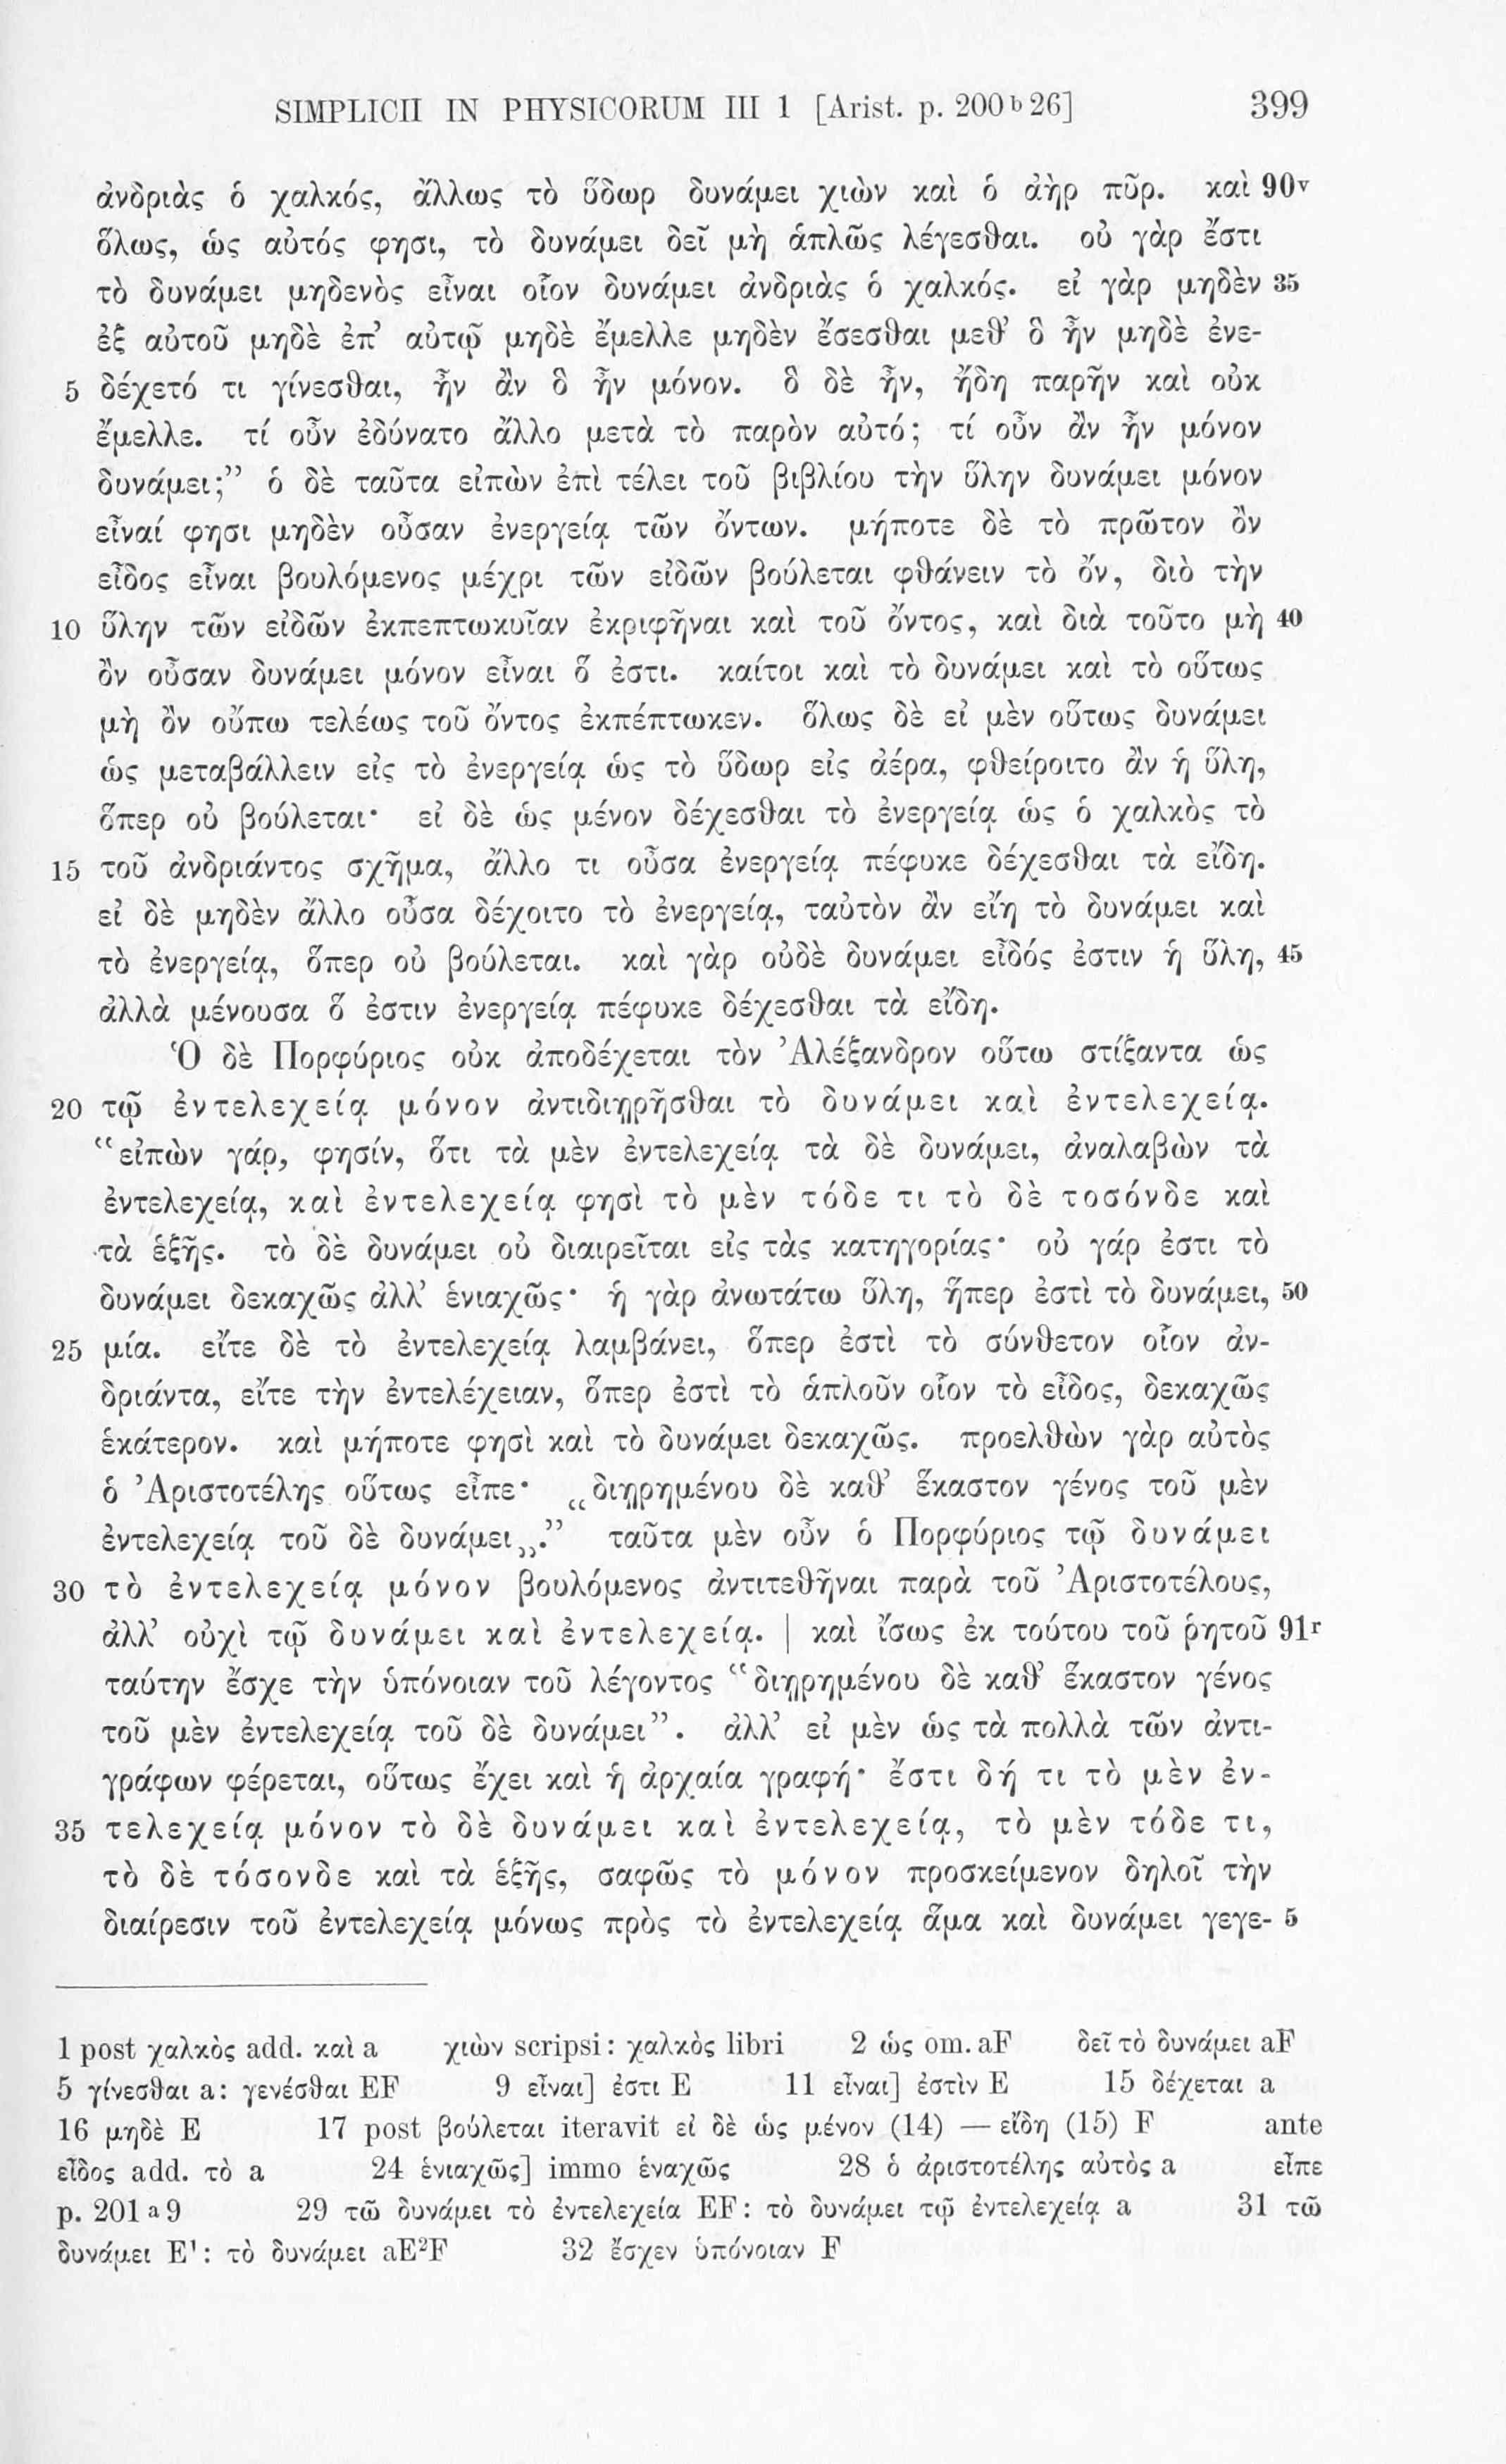 SIMPLICII IN PHYSICORUM III 1 [Arist. p. 200ᵇ26] 399
ἀνδριὰς ὁ χαλκός, ἄλλως τὸ ὕδωρ δυνάμει χιὼν καὶ ὁ ἀὴρ πῦρ. καὶ 90ᵛ
ὅλως, ὡς αὐτός φησι, τὸ δυνάμει δεῖ μὴ ἁπλῶς λέγεσθαι. οὐ γὰρ ἔστι
τὸ δυνάμει μηδενὸς εἶναι οἷον δυνάμει ἀνδριὰς ὁ χαλκός. εἰ γὰρ μηδὲν 35
ἐξ αὐτοῦ μηδὲ ἐπ’ αὐτῷ μηδὲ ἔμελλε μηδὲν ἔσεσθαι μεθ’ ὃ ἦν μηδὲ ἐνε-
5 δέχετό τι γίνεσθαι, ἦν ἂν ὃ ἦν μόνον. ὃ δὲ ἦν, ἤδη παρῆν καὶ οὐκ
ἔμελλε. τί οὖν ἐδύνατο ἄλλο μετὰ τὸ παρὸν αὐτό; τί οὖν ἂν ἦν μόνον
δυνάμει;” ὁ δὲ ταῦτα εἰπὼν ἐπὶ τέλει τοῦ βιβλίου τὴν ὕλην δυνάμει μόνον
εἶναί φησι μηδὲν οὖσαν ἐνεργείᾳ τῶν ὄντων. μήποτε δὲ τὸ πρῶτον ὂν
εἶδος εἶναι βουλόμενος μέχρι τῶν εἰδῶν βούλεται φθάνειν τὸ ὄν, διὸ τὴν
10 ὕλην τῶν εἰδῶν ἐκπεπτωκυῖαν ἐκριφῆναι καὶ τοῦ ὄντος, καὶ διὰ τοῦτο μὴ 40
ὂν οὖσαν δυνάμει μόνον εἶναι ὅ ἐστι. καίτοι καὶ τὸ δυνάμει καὶ τὸ οὕτως
μὴ ὂν οὔπω τελέως τοῦ ὄντος ἐκπέπτωκεν. ὅλως δὲ εἰ μὲν οὕτως δυνάμει
ὡς μεταβάλλειν εἰς τὸ ἐνεργείᾳ ὡς τὸ ὕδωρ εἰς ἀέρα, φθείροιτο ἂν ἡ ὕλη,
ὅπερ οὐ βούλεται· εἰ δὲ ὡς μένον δέχεσθαι τὸ ἐνεργείᾳ ὡς ὁ χαλκὸς τὸ
15 τοῦ ἀνδριάντος σχῆμα, ἄλλο τι οὖσα ἐνεργείᾳ πέφυκε δέχεσθαι τὰ εἴδη.
εἰ δὲ μηδὲν ἄλλο οὖσα δέχοιτο τὸ ἐνεργείᾳ, ταὐτὸν ἂν εἴη τὸ δυνάμει καὶ
τὸ ἐνεργείᾳ, ὅπερ οὐ βούλεται. καὶ γὰρ οὐδὲ δυνάμει εἶδός ἐστιν ἡ ὕλη, 45
ἀλλὰ μένουσα ὅ ἐστιν ἐνεργείᾳ πέφυκε δέχεσθαι τὰ εἴδη.
Ὁ δὲ Πορφύριος οὐκ ἀποδέχεται τὸν Ἀλέξανδρον οὕτω στίξαντα ὡς
20 τῷ ἐντελεχείᾳ μόνον ἀντιδιῃρῆσθαι τὸ δυνάμει καὶ ἐντελεχείᾳ.
“εἰπὼν γάρ, φησίν, ὅτι τὰ μὲν ἐντελεχείᾳ τὰ δὲ δυνάμει, ἀναλαβὼν τὰ
ἐντελεχείᾳ, καὶ ἐντελεχείᾳ φησὶ τὸ μὲν τόδε τι τὸ δὲ τοσόνδε καὶ
τὰ ἑξῆς. τὸ δὲ δυνάμει οὐ διαιρεῖται εἰς τὰς κατηγορίας· οὐ γάρ ἐστι τὸ
δυνάμει δεκαχῶς ἀλλ’ ἑνιαχῶς· ἡ γὰρ ἀνωτάτω ὕλη, ἥπερ ἐστὶ τὸ δυνάμει, 50
25 μία. εἴτε δὲ τὸ ἐντελεχείᾳ λαμβάνει, ὅπερ ἐστὶ τὸ σύνθετον οἷον ἀν-
δριάντα, εἴτε τὴν ἐντελέχειαν, ὅπερ ἐστὶ τὸ ἁπλοῦν οἷον τὸ εἶδος, δεκαχῶς
ἑκάτερον. καὶ μήποτε φησὶ καὶ τὸ δυνάμει δεκαχῶς. προελθὼν γὰρ αὐτὸς
ὁ Ἀριστοτέλης οὕτως εἶπε· “διῃρημένου δὲ καθ’ ἕκαστον γένος τοῦ μὲν
ἐντελεχείᾳ τοῦ δὲ δυνάμει„.” ταῦτα μὲν οὖν ὁ Πορφύριος τῷ δυνάμει
30 τὸ ἐντελεχείᾳ μόνον βουλόμενος ἀντιτεθῆναι παρὰ τοῦ Ἀριστοτέλους,
ἀλλ’ οὐχὶ τῷ δυνάμει καὶ ἐντελεχείᾳ. | καὶ ἴσως ἐκ τούτου τοῦ ῥητοῦ 91ʳ
ταύτην ἔσχε τὴν ὑπόνοιαν τοῦ λέγοντος “διῃρημένου δὲ καθ’ ἕκαστον γένος
τοῦ μὲν ἐντελεχείᾳ τοῦ δὲ δυνάμει”. ἀλλ’ εἰ μὲν ὡς τὰ πολλὰ τῶν ἀντι-
γράφων φέρεται, οὕτως ἔχει καὶ ἡ ἀρχαία γραφή· ἔστι δή τι τὸ μὲν ἐν-
35 τελεχείᾳ μόνον τὸ δὲ δυνάμει καὶ ἐντελεχείᾳ, τὸ μὲν τόδε τι,
τὸ δὲ τόσονδε καὶ τὰ ἑξῆς, σαφῶς τὸ μόνον προσκείμενον δηλοῖ τὴν
διαίρεσιν τοῦ ἐντελεχείᾳ μόνως πρὸς τὸ ἐντελεχείᾳ ἅμα καὶ δυνάμει γεγε- 5
1 post χαλκὸς add. καὶ a χιὼν scripsi: χαλκὸς libri 2 ὡς om. aF δεῖ τὸ δυνάμει aF
5 γίνεσθαι a: γενέσθαι EF 9 εἶναι] ἐστι E 11 εἶναι] ἐστὶν E 15 δέχεται a
16 μηδὲ E 17 post βούλεται iteravit εἰ δὲ ὡς μένον (14) — εἴδη (15) F ante
εἶδος add. τὸ a 24 ἑνιαχῶς] immo ἑναχῶς 28 ὁ ἀριστοτέλης αὐτὸς a εἶπε
p. 201ᵃ9 29 τῶ δυνάμει τὸ ἐντελεχεία EF: τὸ δυνάμει τῷ ἐντελεχείᾳ a 31 τῶ
δυνάμει E¹: τὸ δυνάμει aE²F 32 ἔσχεν ὑπόνοιαν F